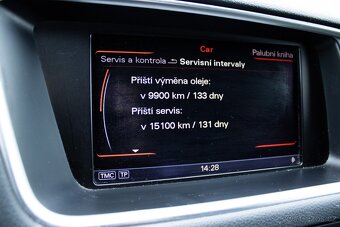 Car
Servis a kontrola Servisní intervaly
Palubní kniha
Příští výměna oleje:
v 9900 km / 133 dny
Příští servis:
v 15100 km / 131 dny
TMC TP
14:28